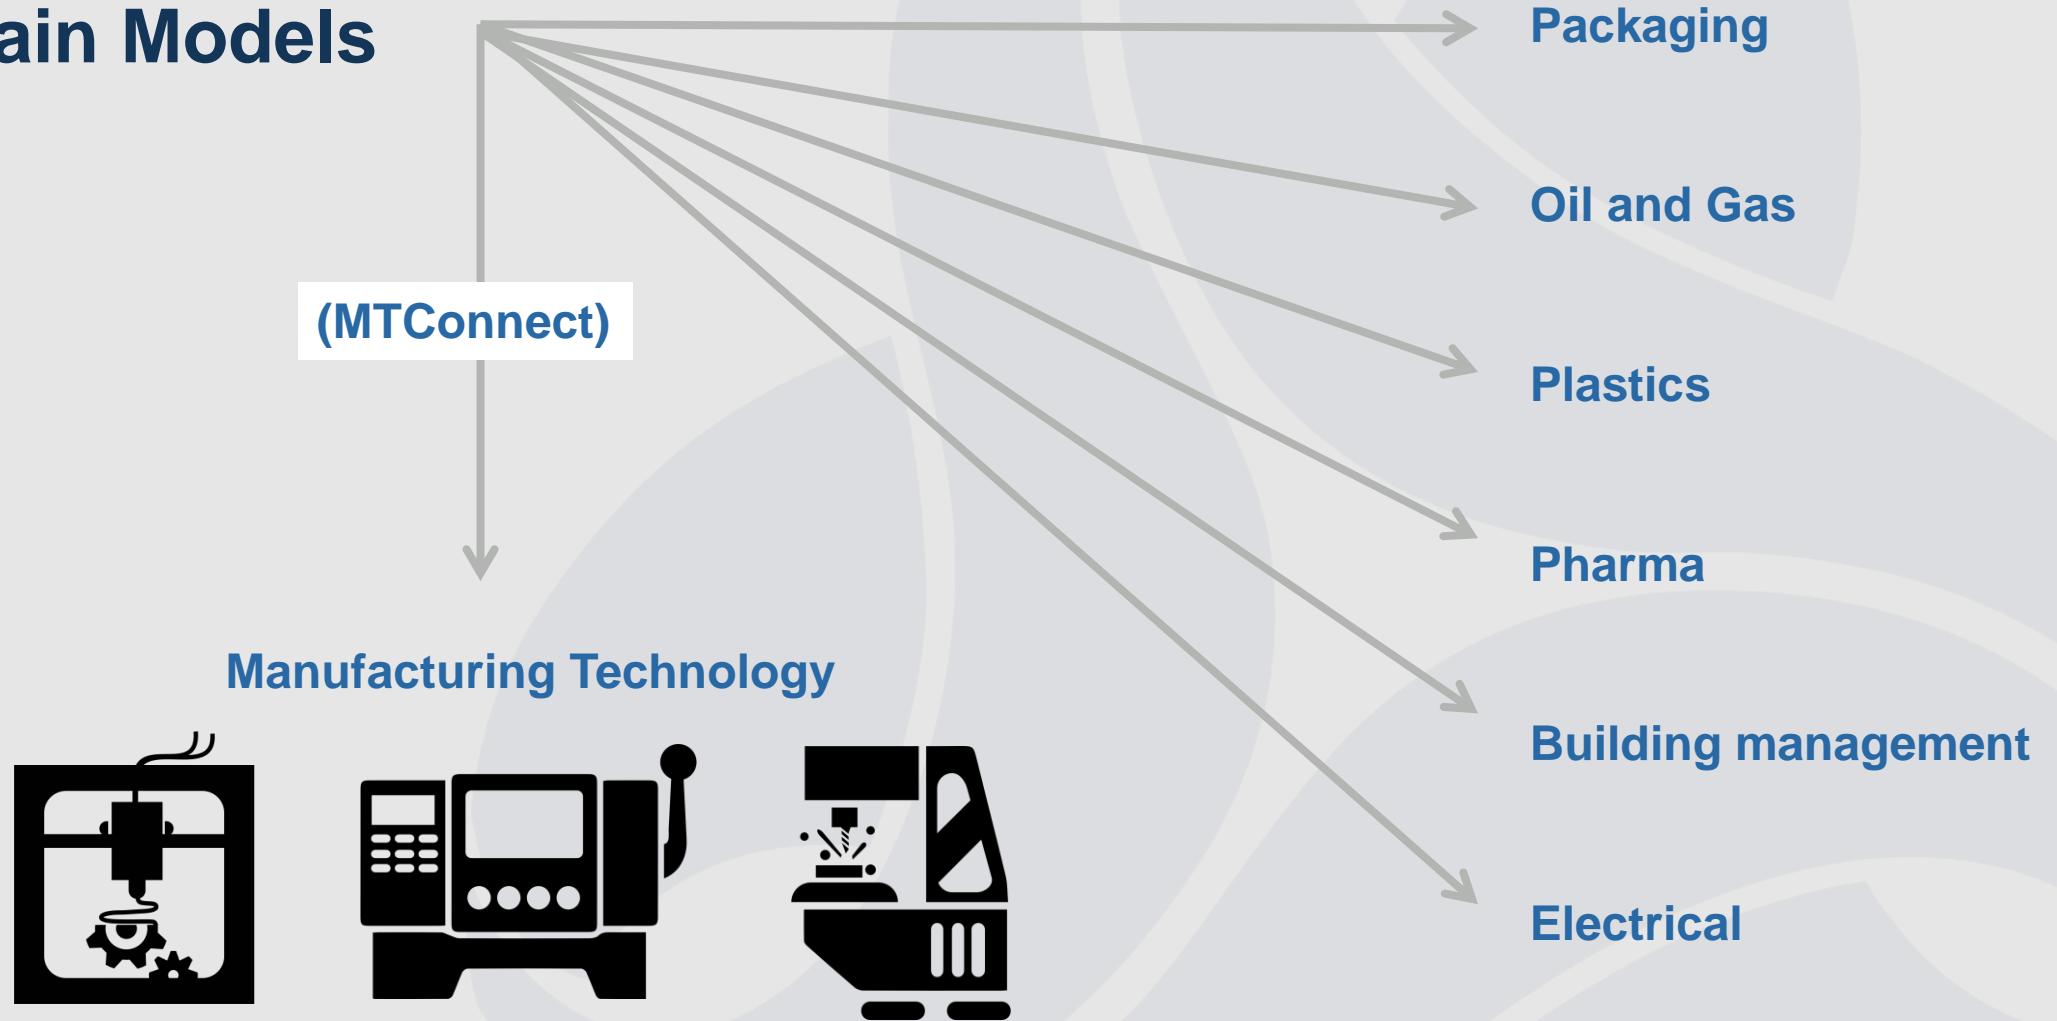 ain Models
Packaging
Oil and Gas
(MTConnect)
Plastics
Pharma
Manufacturing Technology
Building management
Electrical